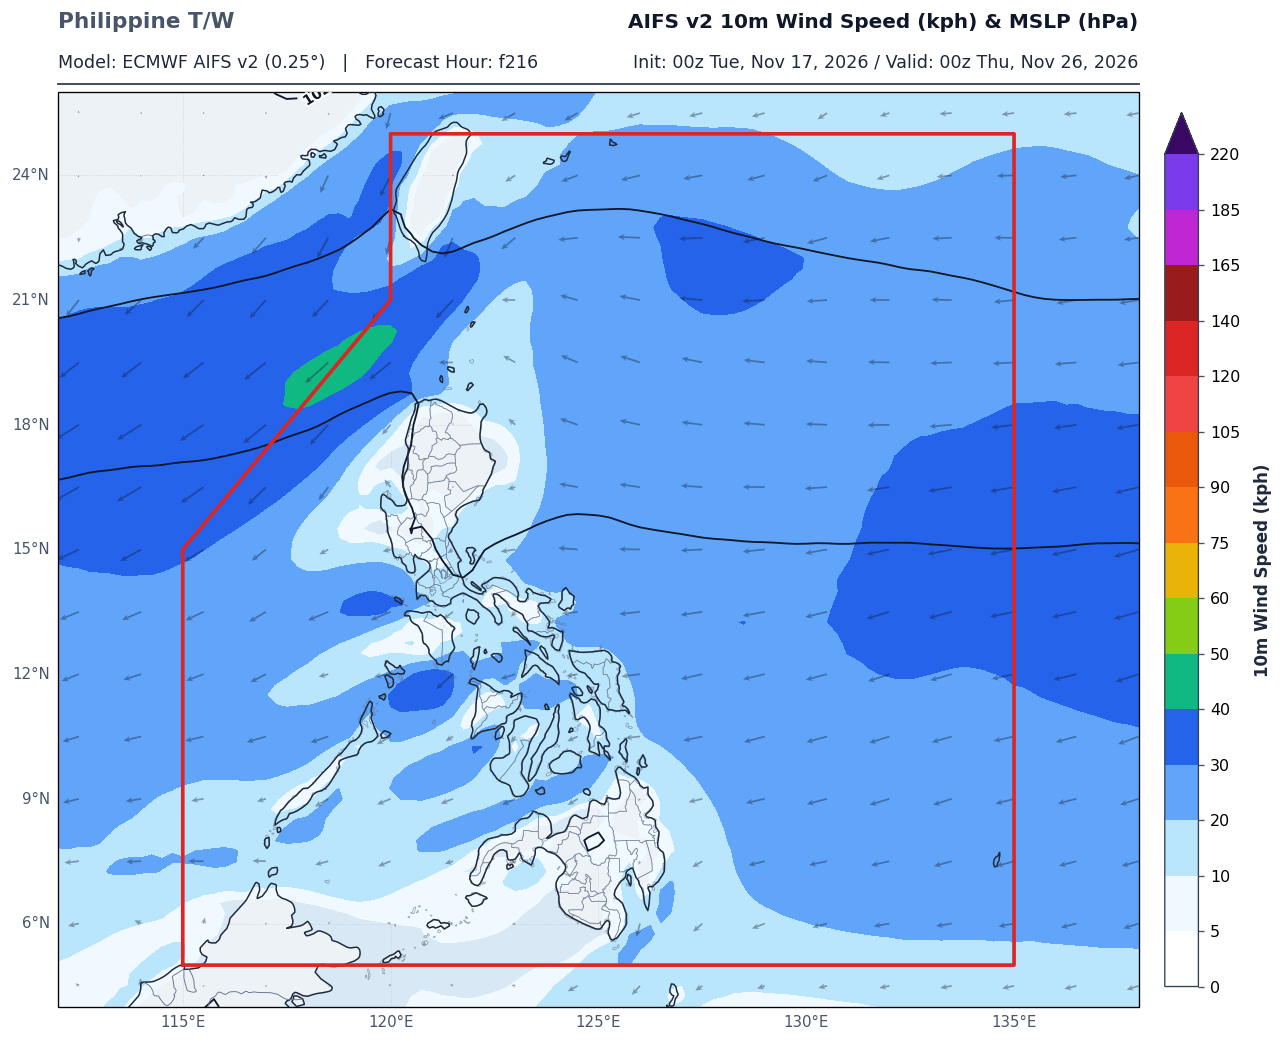 Philippine T/W
AIFS v2 10m Wind Speed (kph) & MSLP (hPa)
Model: ECMWF AIFS v2 (0.25°) | Forecast Hour: f216
Init: 00z Tue, Nov 17, 2026 / Valid: 00z Thu, Nov 26, 2026
24°N
21°N
18°N
15°N
12°N
9°N
6°N
115°E
120°E
125°E
130°E
135°E
220
185
165
140
120
105
90
75
60
50
40
30
20
10
5
0
10m Wind Speed (kph)